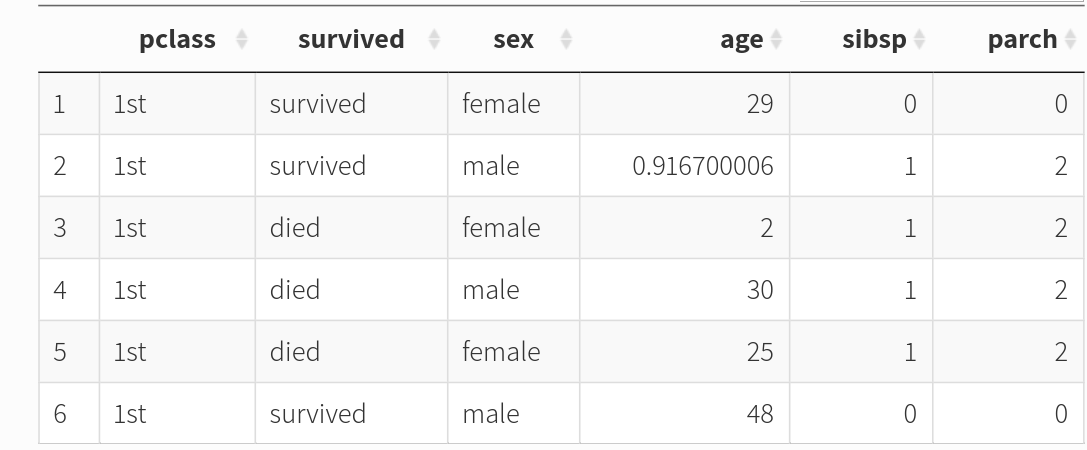 pclass survived sex age sibsp parch
1 1st survived female 29 0 0
2 1st survived male 0.916700006 1 2
3 1st died female 2 1 2
4 1st died male 30 1 2
5 1st died female 25 1 2
6 1st survived male 48 0 0